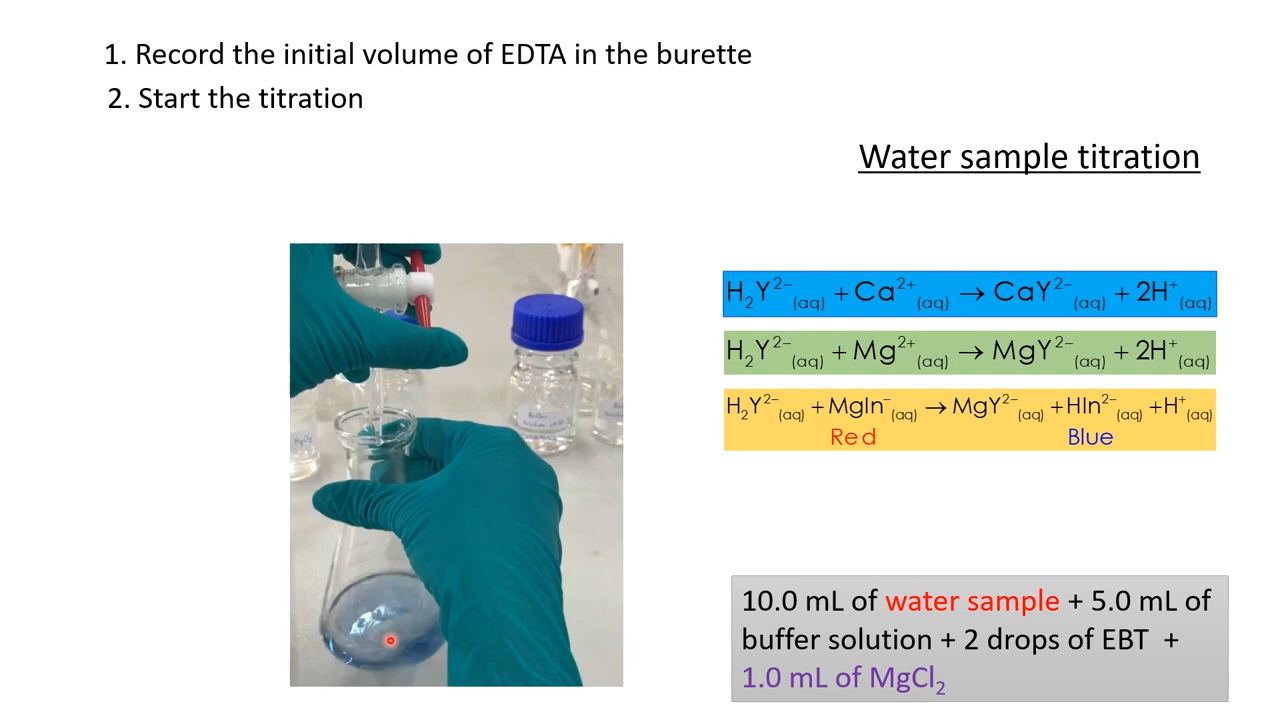 1. Record the initial volume of EDTA in the burette
2. Start the titration
Water sample titration
H₂Y²⁻(aq) + Ca²⁺(aq) → CaY²⁻(aq) + 2H⁺(aq)
H₂Y²⁻(aq) + Mg²⁺(aq) → MgY²⁻(aq) + 2H⁺(aq)
H₂Y²⁻(aq) + MgIn⁻(aq) → MgY²⁻(aq) + HIn²⁻(aq) + H⁺(aq)
Red Blue
MgCl₂
Buffer
10.0 mL of water sample + 5.0 mL of
buffer solution + 2 drops of EBT +
1.0 mL of MgCl₂